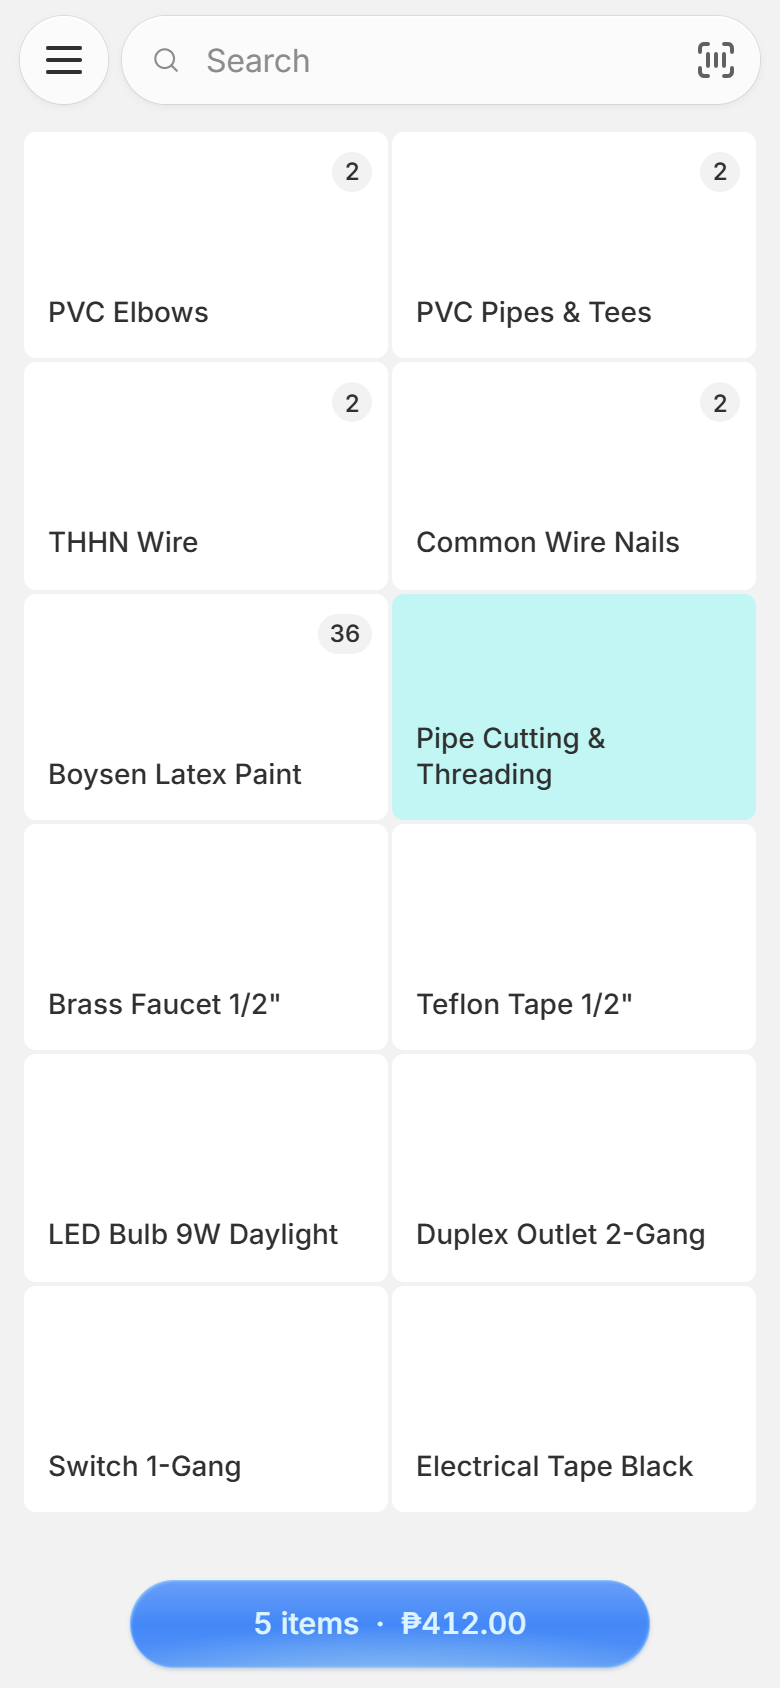 Search
2
2
PVC Elbows
PVC Pipes & Tees
2
2
THHN Wire
Common Wire Nails
36
Boysen Latex Paint
Pipe Cutting &
Threading
Brass Faucet 1/2"
Teflon Tape 1/2"
LED Bulb 9W Daylight
Duplex Outlet 2-Gang
Switch 1-Gang
Electrical Tape Black
5 items · ₱412.00